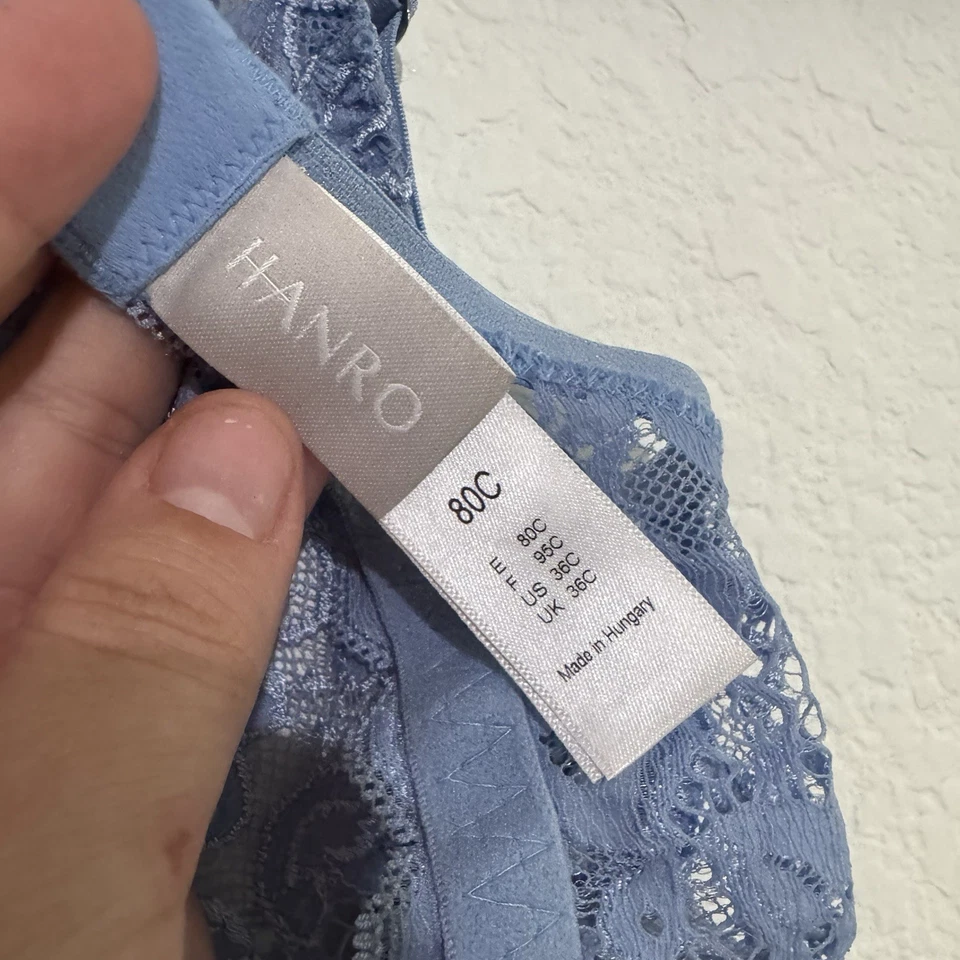 HANRO
80C
E 80C
F 95C
US 36C
UK 36C
Made in Hungary